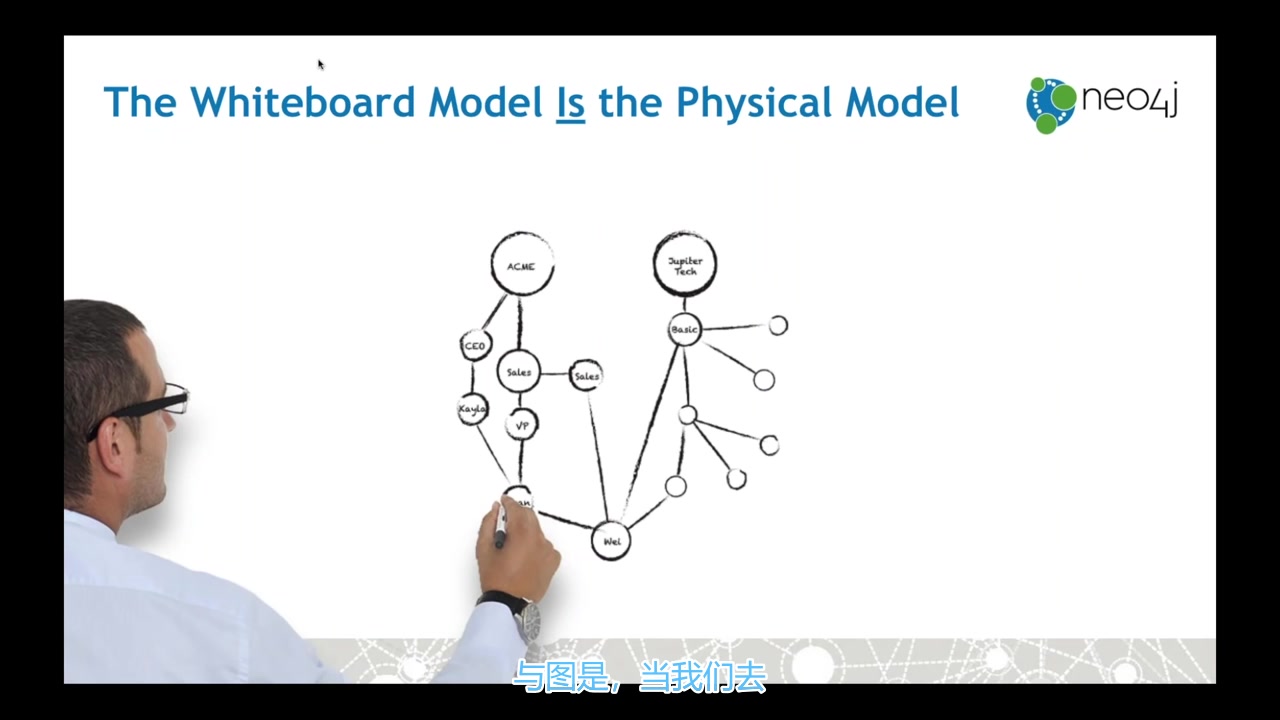 The Whiteboard Model Is the Physical Model
neo4j
ACME
Jupiter
Tech
Basic
CEO
Sales
Sales
Kayla
VP
Wei
与图是，当我们去